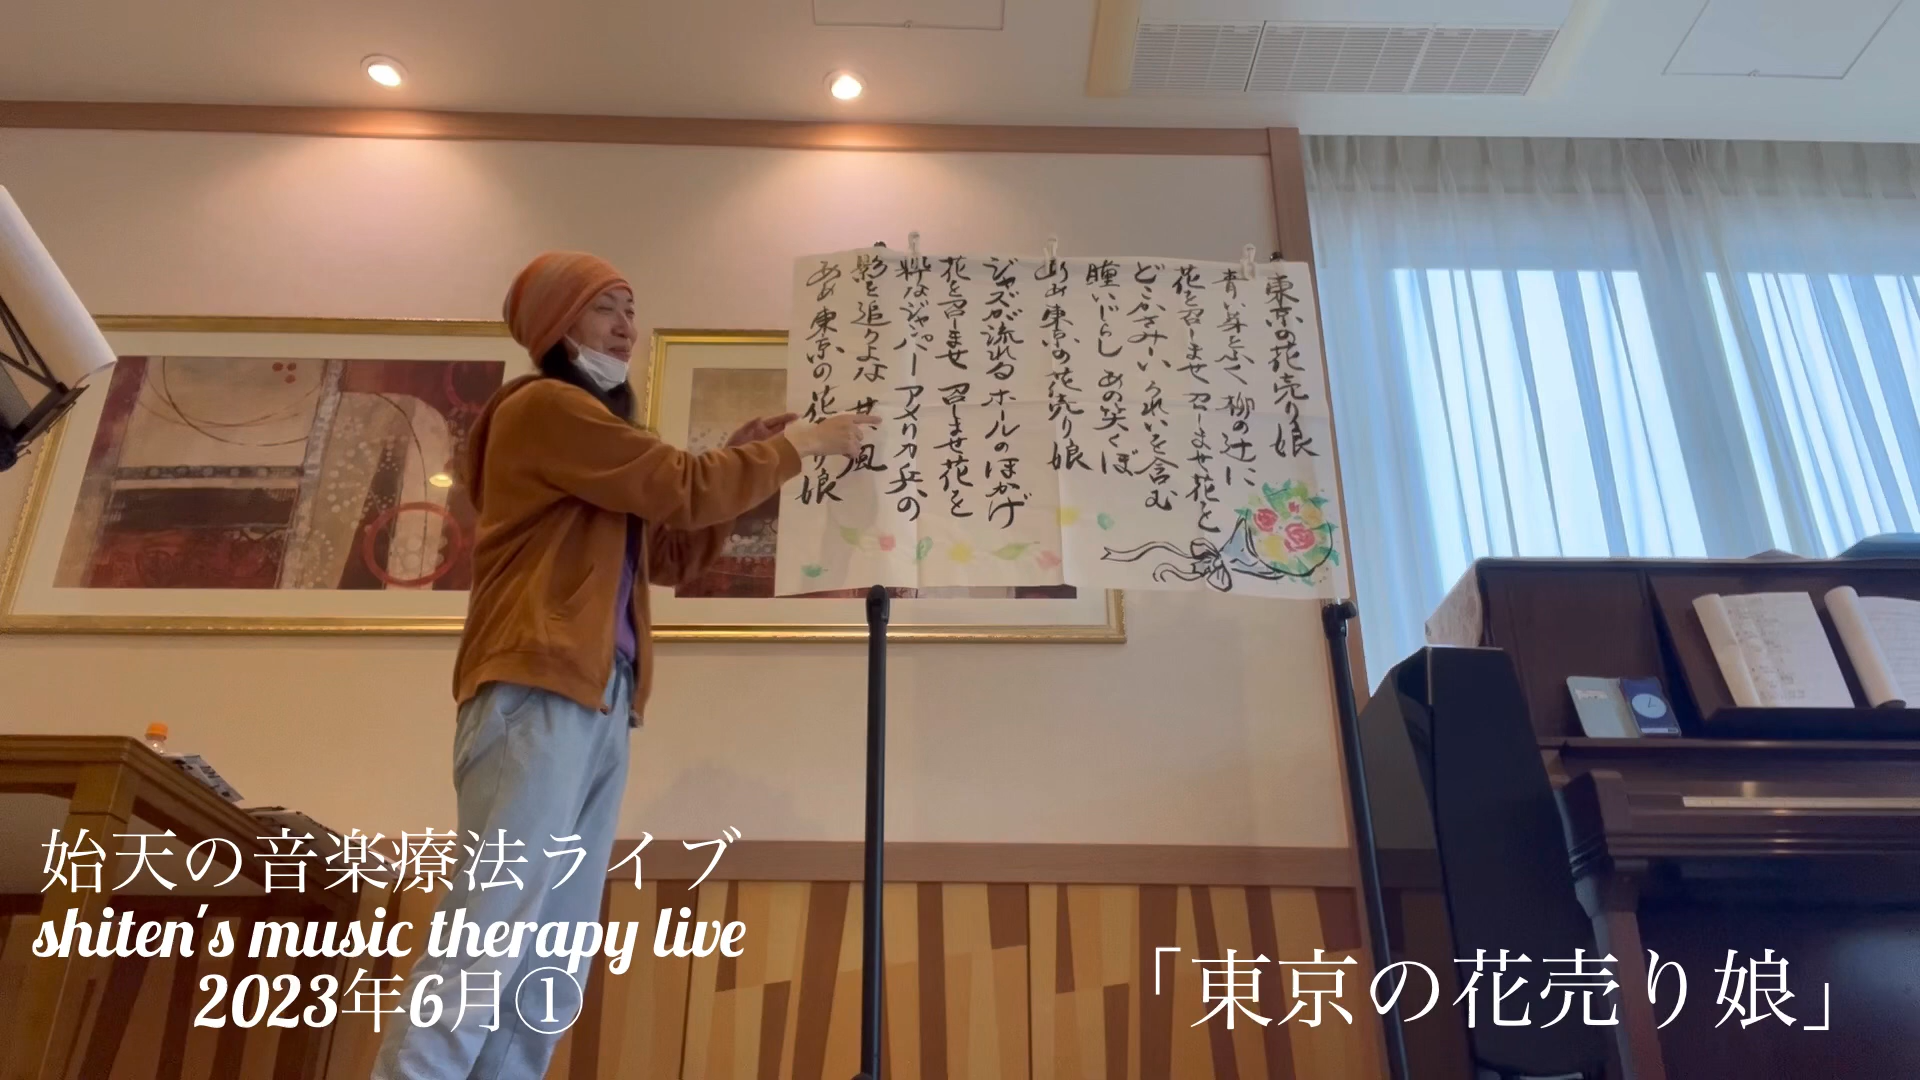 東京の花売り娘
青い芽を吹く 柳の辻に
花を召しませ 召しませ花を
どこかさみしい うれいを含む
瞳いじらし あの笑くぼ
ああ 東京の花売り娘
ジャズが流れる ホールのほかげ
花を召しませ 召しませ花を
粋なジャンパー アメリカ兵の
影を追うよな 風
ああ 東京の花 り娘
始天の音楽療法ライブ
shiten's music therapy live
2023年6月①
「東京の花売り娘」